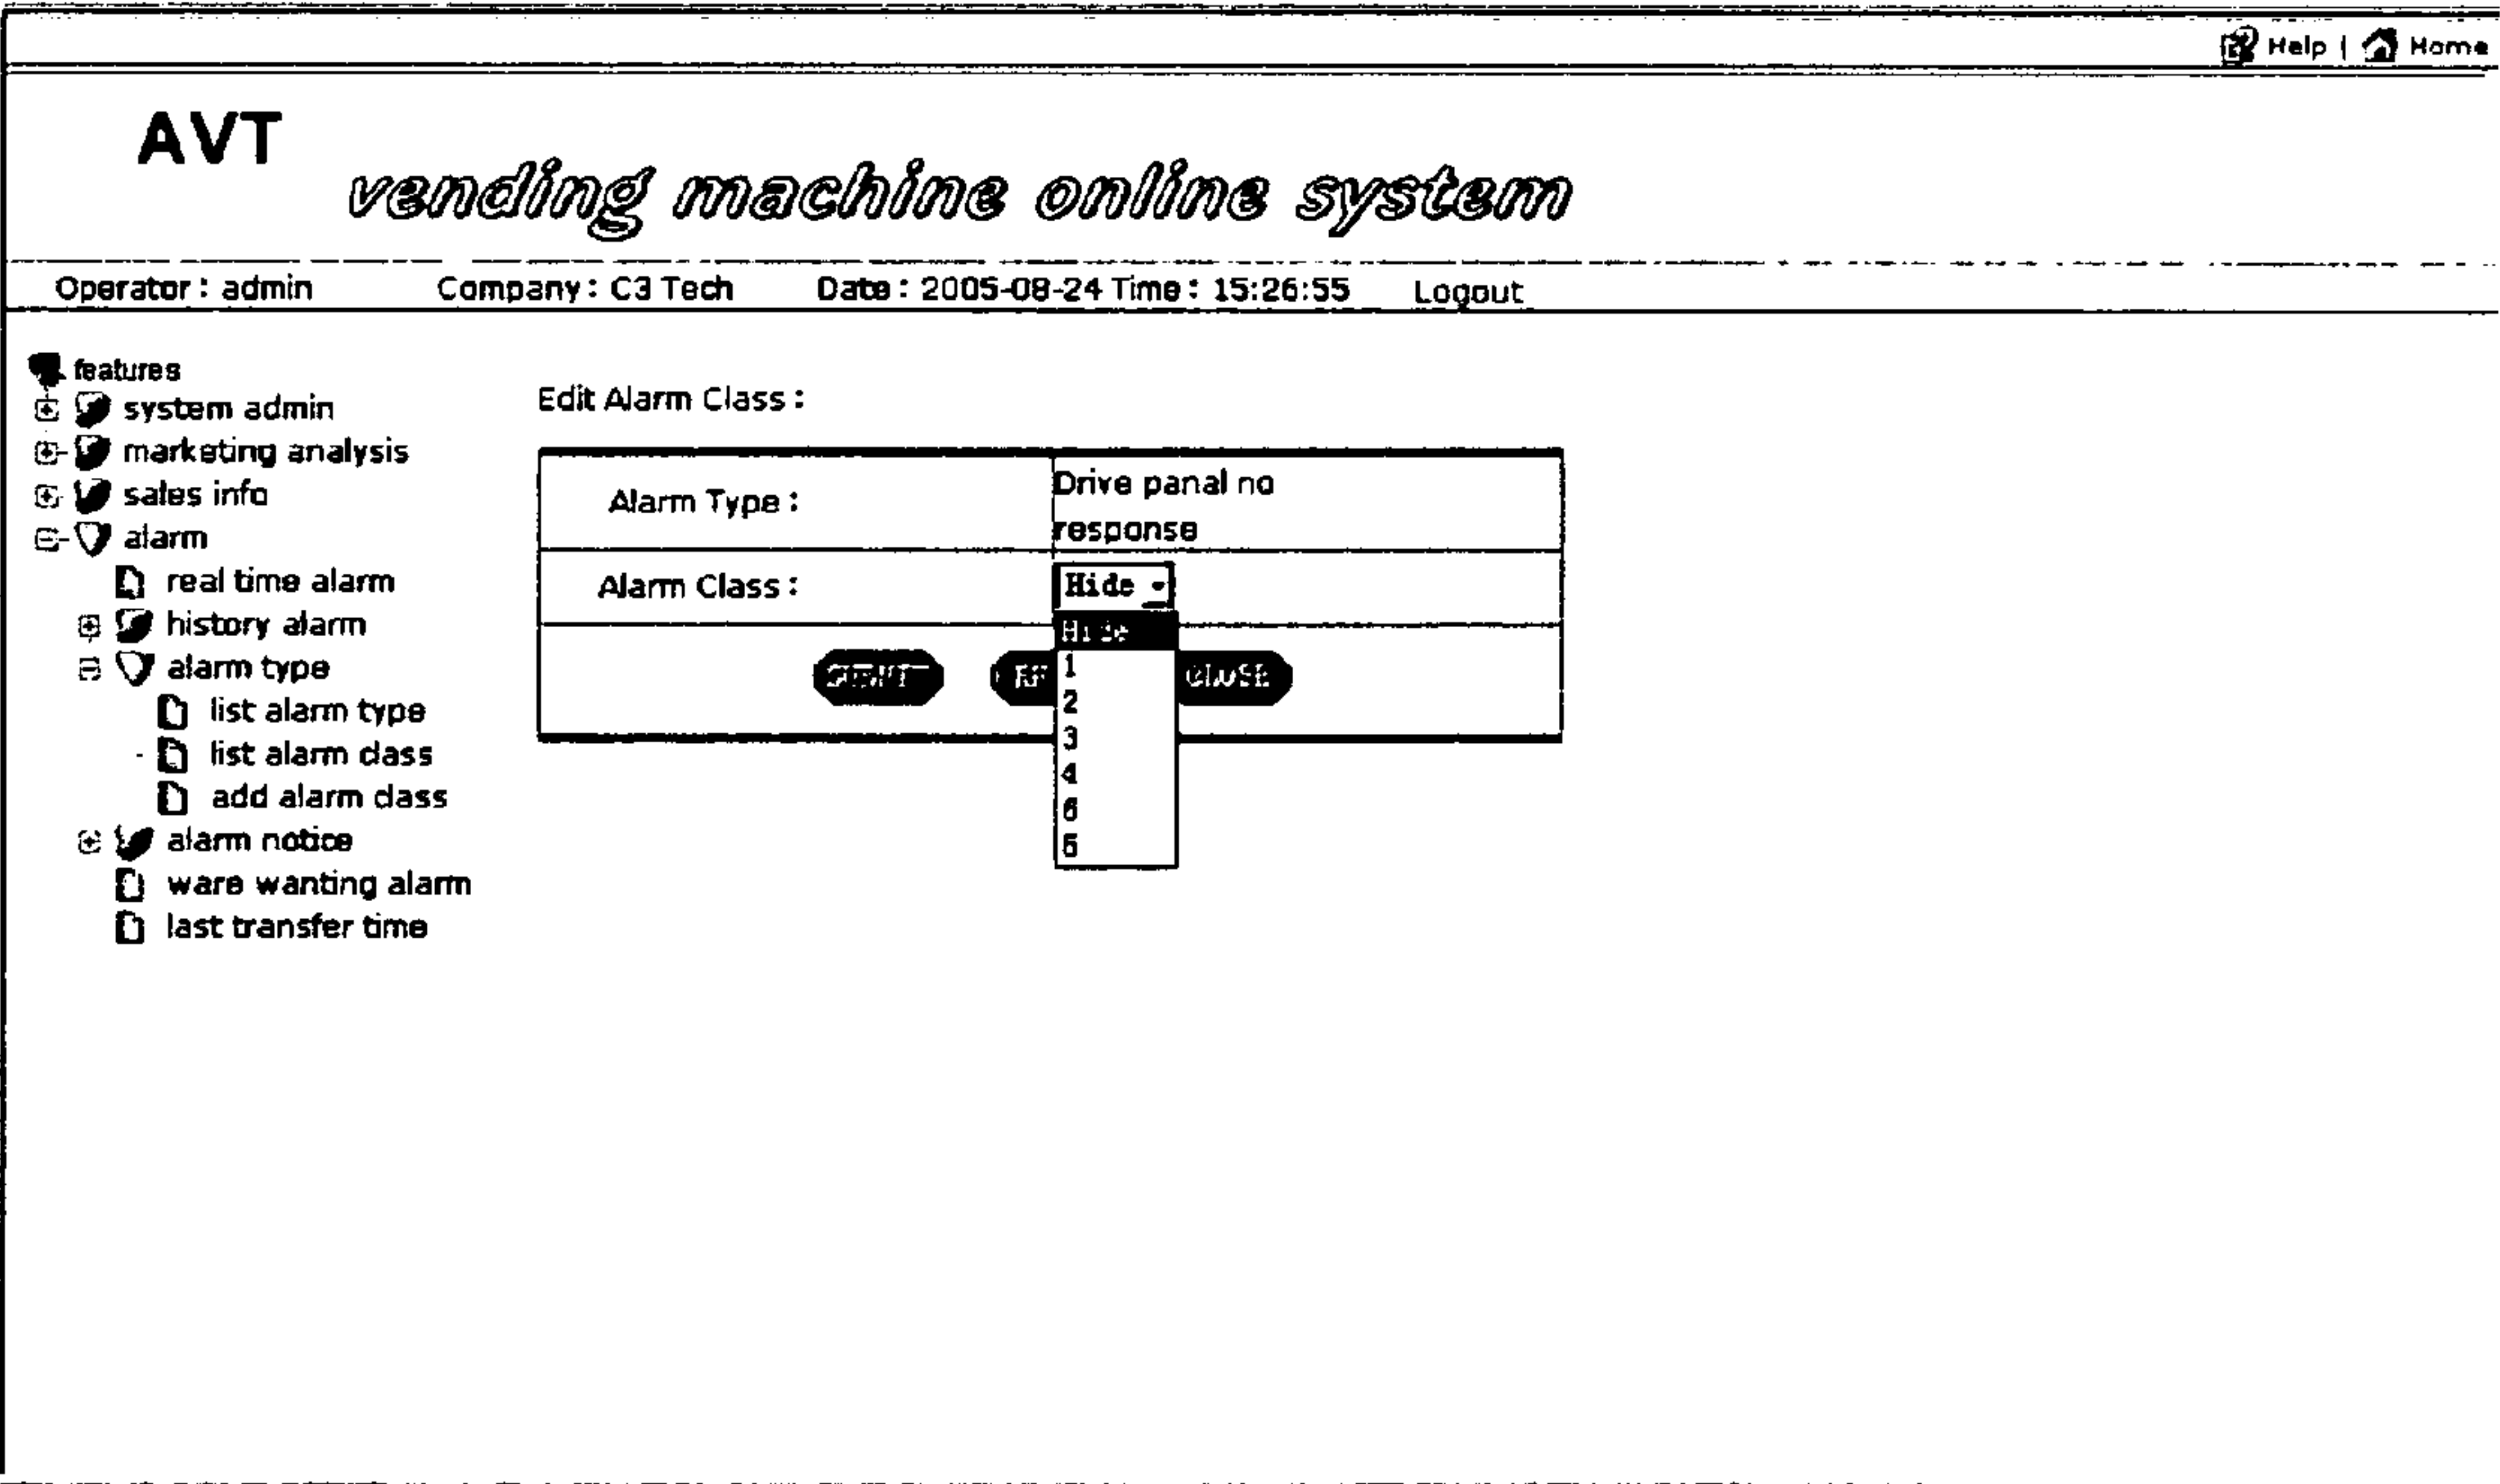 Help | Home
AVT
vending machine online system
Operator : admin Company : C3 Tech Date : 2005-08-24 Time : 15:26:55 Logout
features
system admin
marketing analysis
sales info
alarm
real time alarm
history alarm
alarm type
list alarm type
list alarm class
add alarm class
alarm notice
ware wanting alarm
last transfer time
Edit Alarm Class :
Alarm Type : Drive panal no
response
Alarm Class : Hide
Hide
1
2
3
4
CLOSE